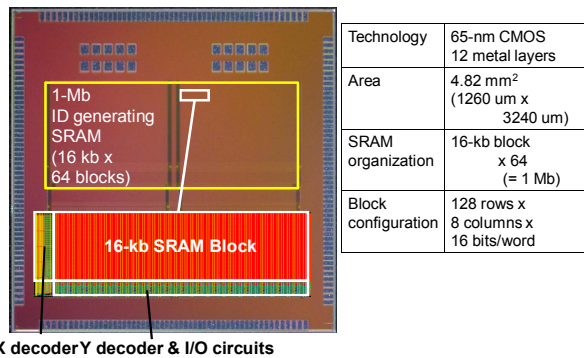 1-Mb
ID generating
SRAM
(16 kb x
64 blocks)
16-kb SRAM Block
X decoder Y decoder & I/O circuits
Technology 65-nm CMOS
12 metal layers
Area 4.82 mm²
(1260 um x
3240 um)
SRAM 16-kb block
organization x 64
(= 1 Mb)
Block 128 rows x
configuration 8 columns x
16 bits/word